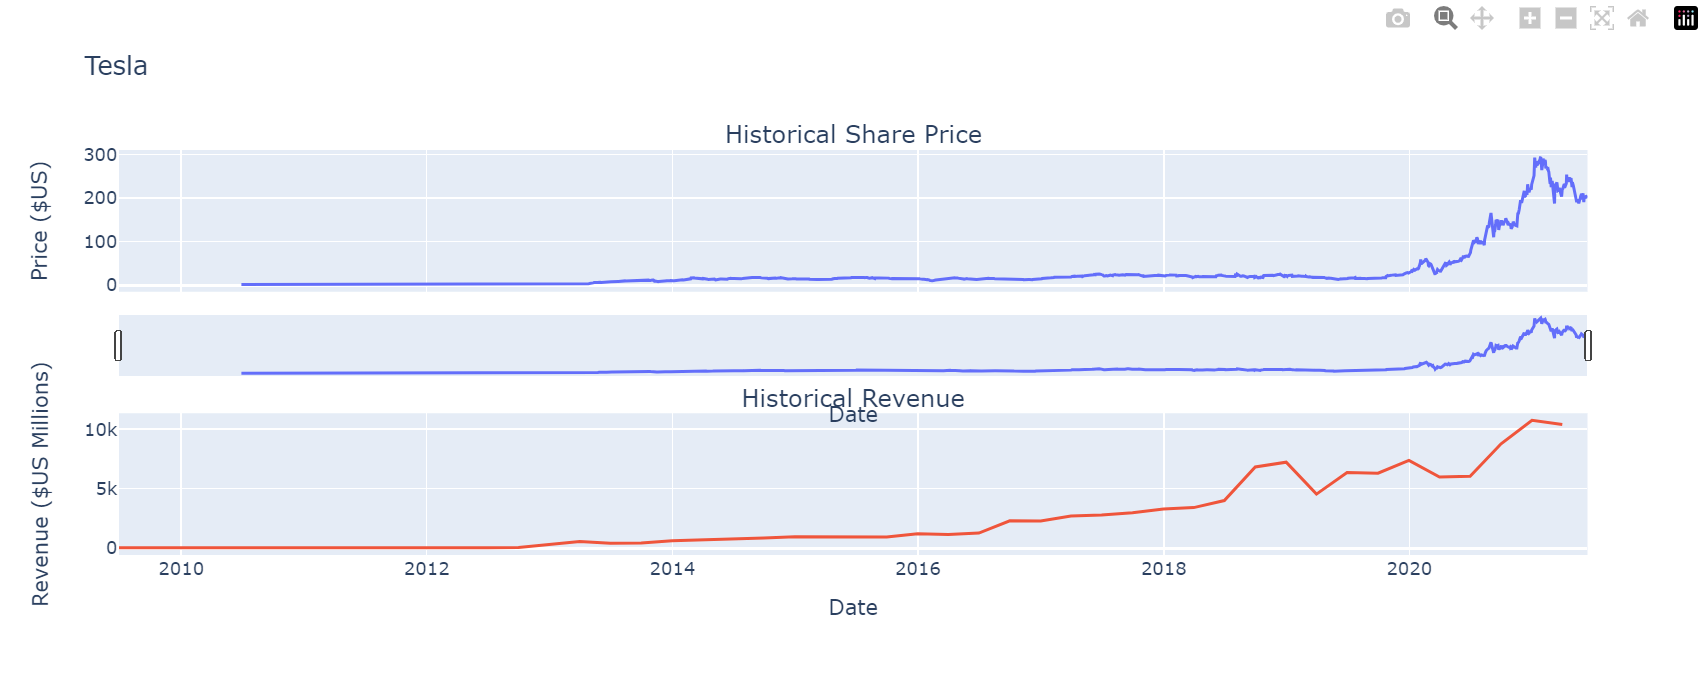 Tesla
Historical Share Price
Price ($US)
300
200
100
0
Historical Revenue
Date
Revenue ($US Millions)
10k
5k
0
2010 2012 2014 2016 2018 2020
Date